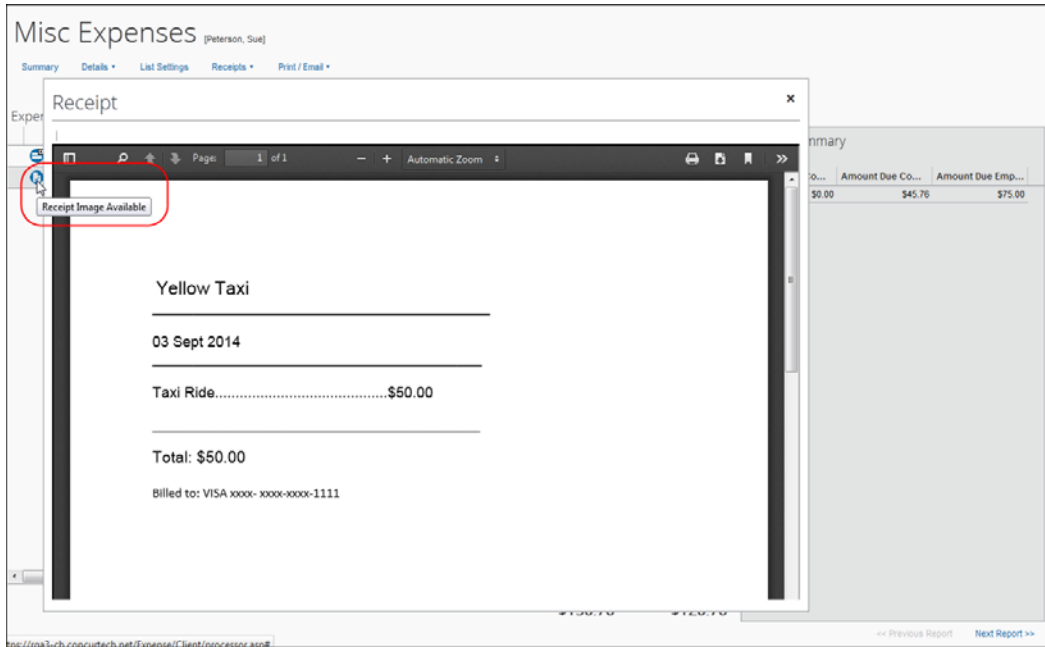 Misc Expenses [Peterson, Sue]
Summary Details List Settings Receipts Print / Email
Receipt
Exper
mmary
Page: 1 of 1 Automatic Zoom
Amount Due Co... Amount Due Emp...
$0.00 $45.76 $75.00
Receipt Image Available
Yellow Taxi
03 Sept 2014
Taxi Ride..........................................$50.00
Total: $50.00
Billed to: VISA xxxx- xxxx-xxxx-1111
<< Previous Report Next Report >>